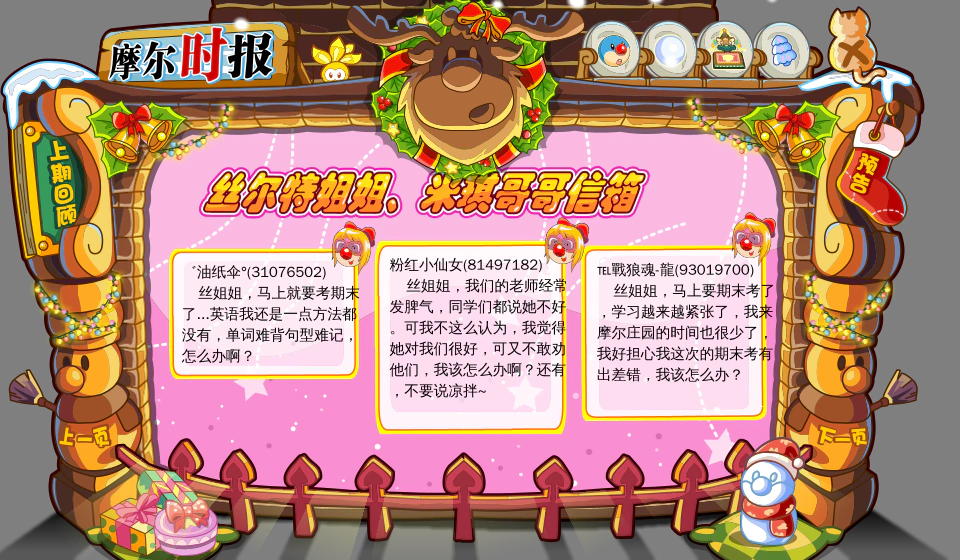 摩尔时报
上期回顾
预告
丝尔特姐姐、米琪哥哥信箱
゛油纸伞°(31076502)
丝姐姐，马上就要考期末
了...英语我还是一点方法都
没有，单词难背句型难记，
怎么办啊？
粉红小仙女(81497182)
丝姐姐，我们的老师经常
发脾气，同学们都说她不好
。可我不这么认为，我觉得
她对我们很好，可又不敢劝
他们，我该怎么办啊？还有
，不要说凉拌~
℡戰狼魂-龍(93019700)
丝姐姐，马上要期末考了
，学习越来越紧张了，我来
摩尔庄园的时间也很少了，
我好担心我这次的期末考有
出差错，我该怎么办？
上一页
下一页